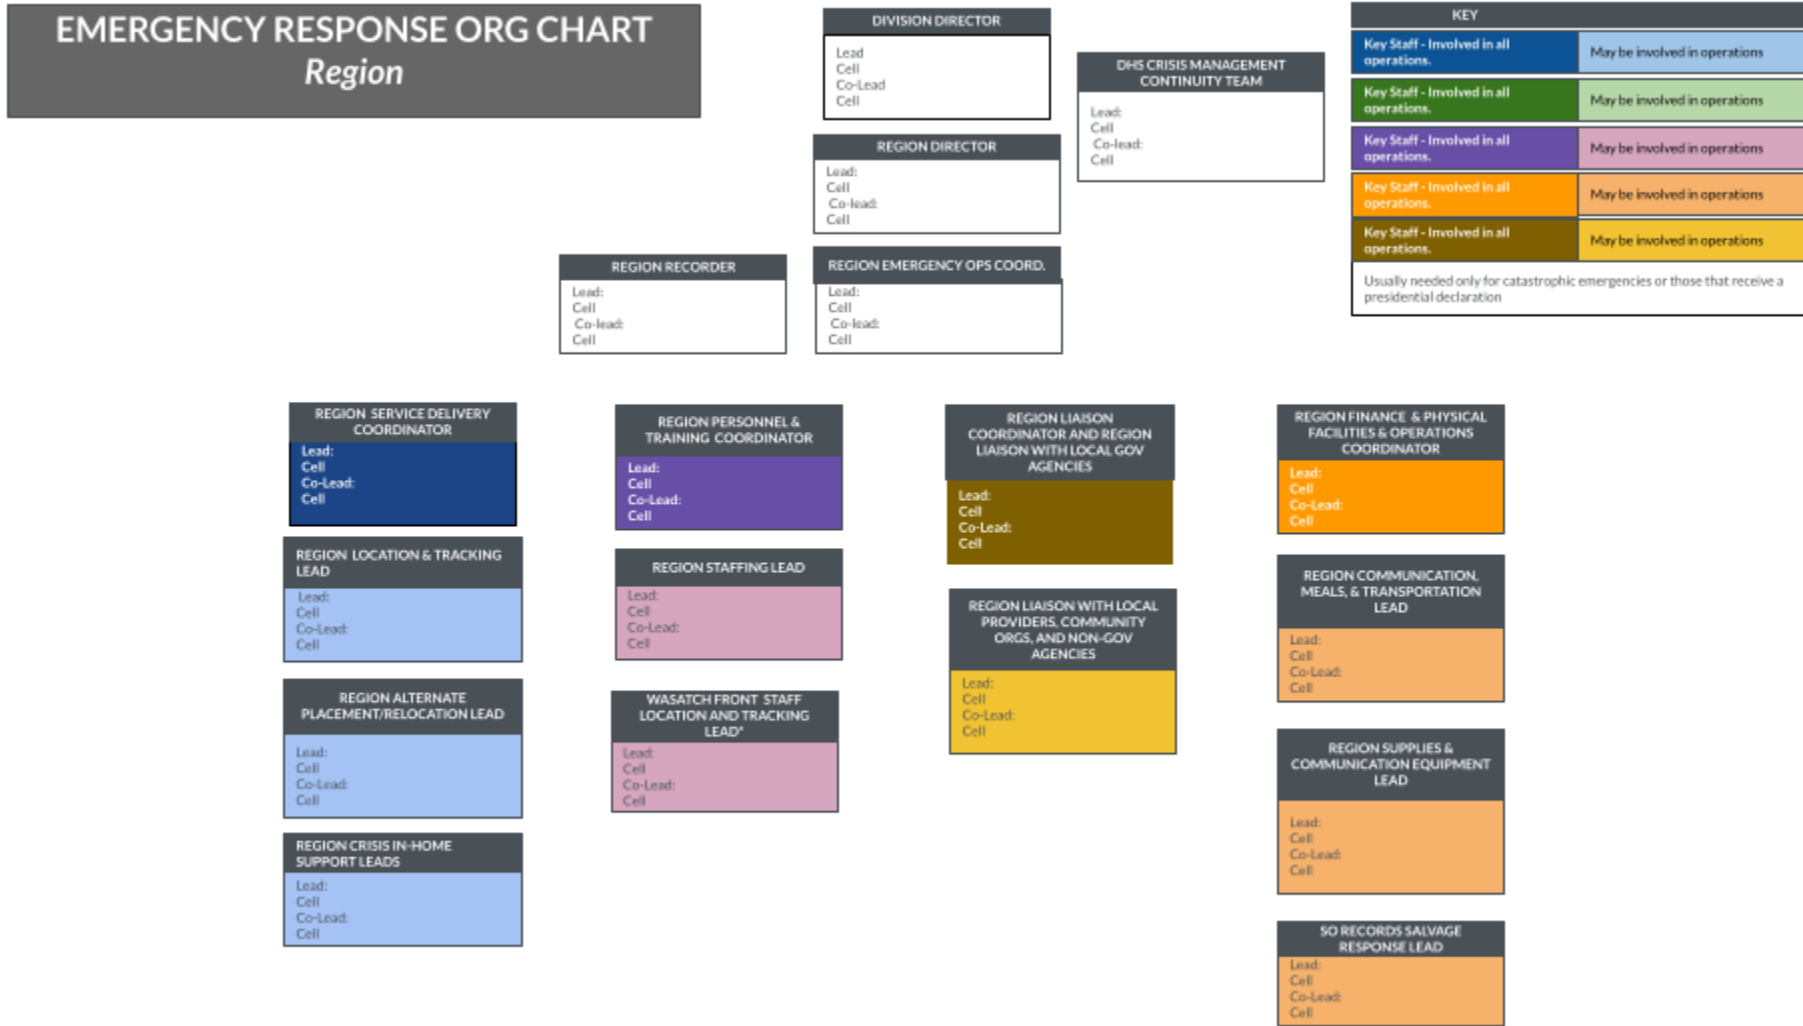 EMERGENCY RESPONSE ORG CHART
Region
DIVISION DIRECTOR
Lead
Cell
Co-Lead
Cell
DHS CRISIS MANAGEMENT
CONTINUITY TEAM
Lead:
Cell
Co-lead:
Cell
KEY
Key Staff - Involved in all
operations.
May be involved in operations
Key Staff - Involved in all
operations.
May be involved in operations
Key Staff - Involved in all
operations.
May be involved in operations
Key Staff - Involved in all
operations.
May be involved in operations
Key Staff - Involved in all
operations.
May be involved in operations
Usually needed only for catastrophic emergencies or those that receive a
presidential declaration
REGION DIRECTOR
Lead:
Cell
Co-lead:
Cell
REGION RECORDER
Lead:
Cell
Co-lead:
Cell
REGION EMERGENCY OPS COORD.
Lead:
Cell
Co-lead:
Cell
REGION SERVICE DELIVERY
COORDINATOR
Lead:
Cell
Co-Lead:
Cell
REGION LOCATION & TRACKING
LEAD
Lead:
Cell
Co-Lead:
Cell
REGION ALTERNATE
PLACEMENT/RELOCATION LEAD
Lead:
Cell
Co-Lead:
Cell
REGION CRISIS IN-HOME
SUPPORT LEADS
Lead:
Cell
Co-Lead:
Cell
REGION PERSONNEL &
TRAINING COORDINATOR
Lead:
Cell
Co-Lead:
Cell
REGION STAFFING LEAD
Lead:
Cell
Co-Lead:
Cell
WASATCH FRONT STAFF
LOCATION AND TRACKING
LEAD*
Lead:
Cell
Co-Lead:
Cell
REGION LIAISON
COORDINATOR AND REGION
LIAISON WITH LOCAL GOV
AGENCIES
Lead:
Cell
Co-Lead:
Cell
REGION LIAISON WITH LOCAL
PROVIDERS, COMMUNITY
ORGS, AND NON-GOV
AGENCIES
Lead:
Cell
Co-Lead:
Cell
REGION FINANCE & PHYSICAL
FACILITIES & OPERATIONS
COORDINATOR
Lead:
Cell
Co-Lead:
Cell
REGION COMMUNICATION,
MEALS, & TRANSPORTATION
LEAD
Lead:
Cell
Co-Lead:
Cell
REGION SUPPLIES &
COMMUNICATION EQUIPMENT
LEAD
Lead:
Cell
Co-Lead:
Cell
SO RECORDS SALVAGE
RESPONSE LEAD
Lead:
Cell
Co-Lead:
Cell